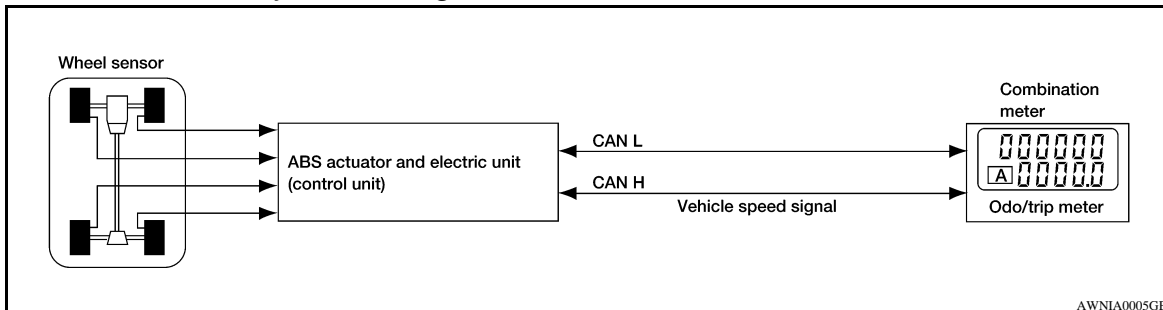 Wheel sensor
ABS actuator and electric unit
(control unit)
CAN L
CAN H
Vehicle speed signal
Combination
meter
000000
A 0000.0
Odo/trip meter